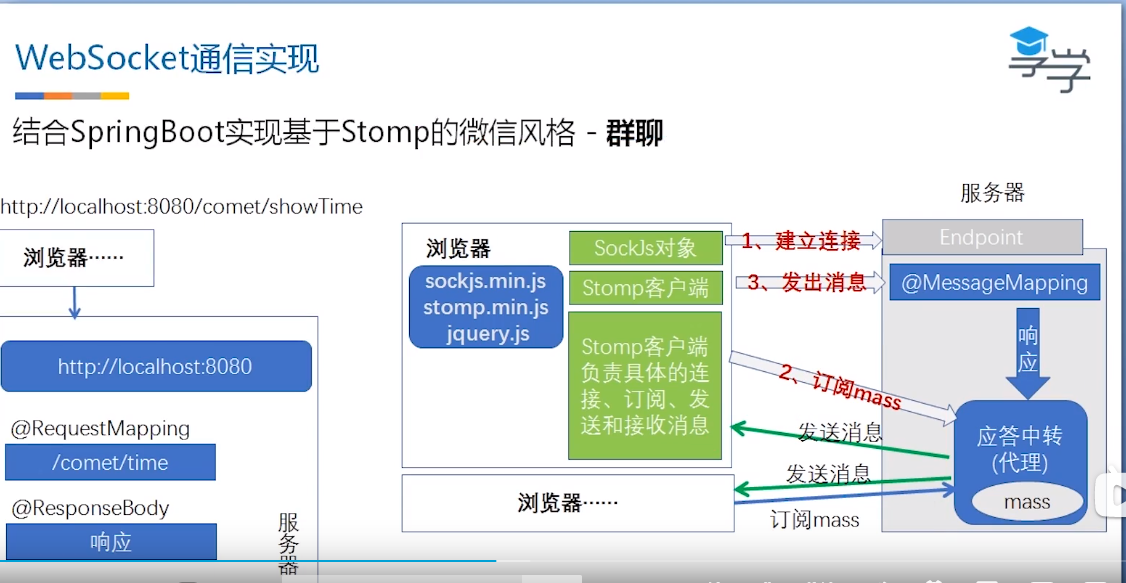 WebSocket通信实现
结合SpringBoot实现基于Stomp的微信风格 - 群聊
http://localhost:8080/comet/showTime
浏览器······
http://localhost:8080
@RequestMapping
/comet/time
@ResponseBody
响应
服
务
器
浏览器
sockjs.min.js
stomp.min.js
jquery.js
SockJs对象
Stomp客户端
Stomp客户端
负责具体的连
接、订阅、发
送和接收消息
浏览器······
1、建立连接
3、发出消息
2、订阅mass
发送消息
发送消息
订阅mass
服务器
Endpoint
@MessageMapping
响
应
应答中转
(代理)
mass